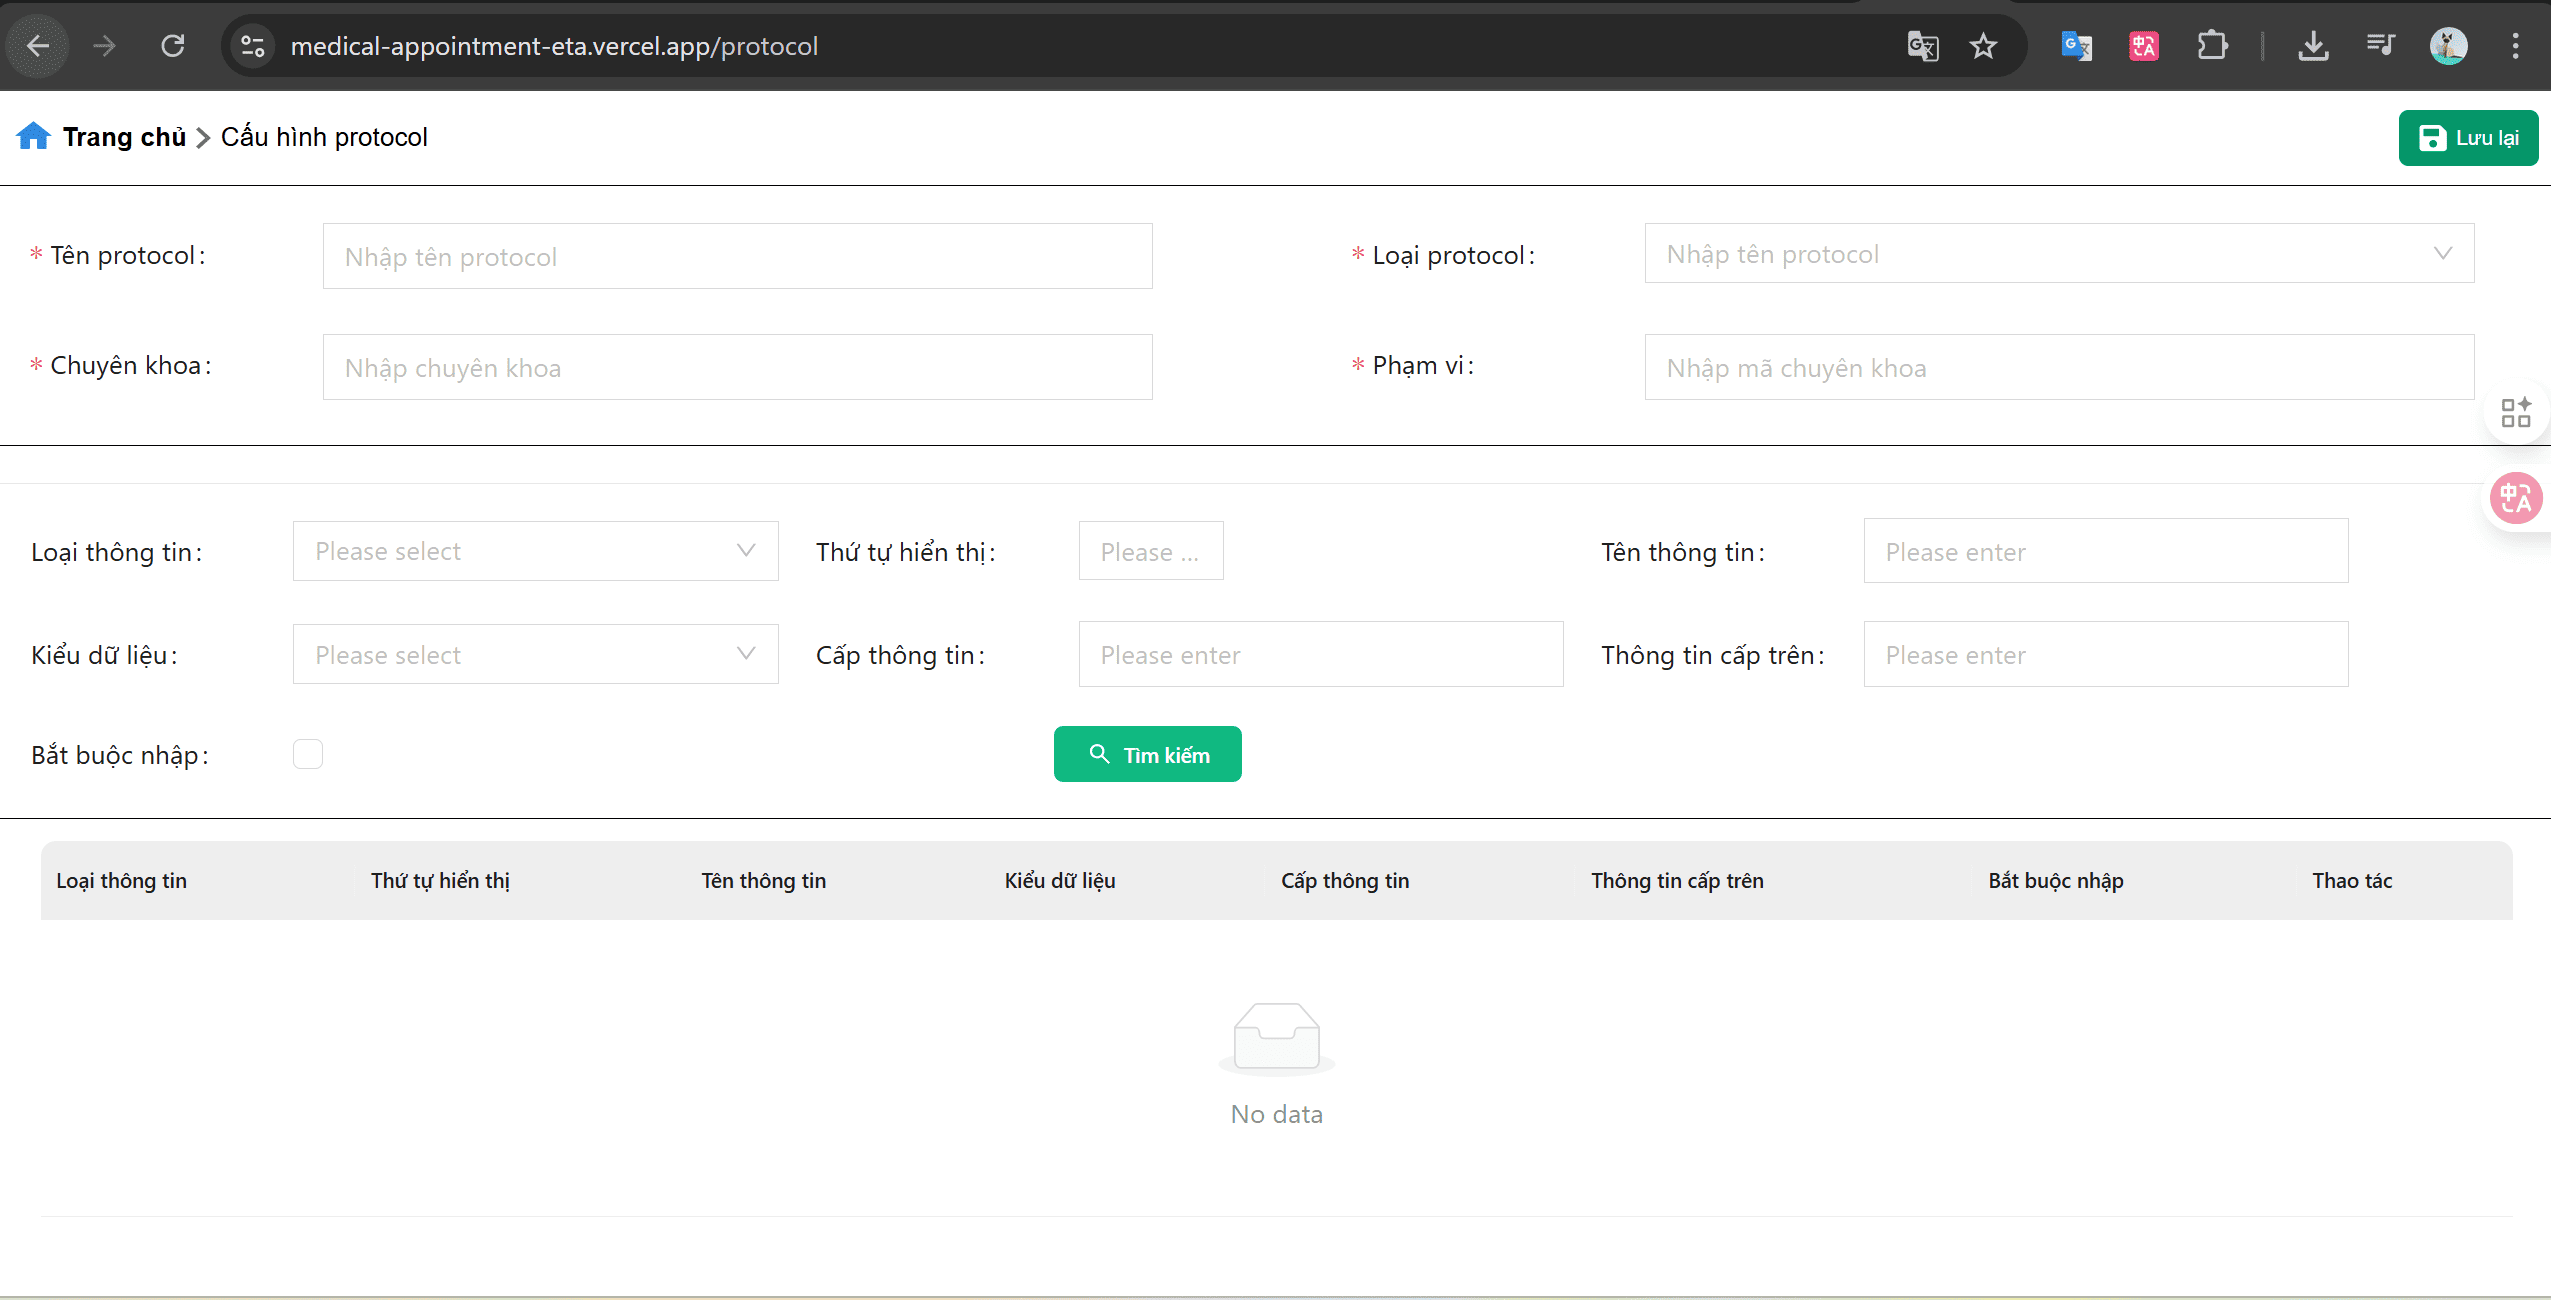 medical-appointment-eta.vercel.app/protocol
Trang chủ > Cấu hình protocol
Lưu lại
* Tên protocol: Nhập tên protocol
* Loại protocol: Nhập tên protocol
* Chuyên khoa: Nhập chuyên khoa
* Phạm vi: Nhập mã chuyên khoa
Loại thông tin: Please select
Thứ tự hiển thị: Please ...
Tên thông tin: Please enter
Kiểu dữ liệu: Please select
Cấp thông tin: Please enter
Thông tin cấp trên: Please enter
Bắt buộc nhập:
Tìm kiếm
Loại thông tin Thứ tự hiển thị Tên thông tin Kiểu dữ liệu Cấp thông tin Thông tin cấp trên Bắt buộc nhập Thao tác
No data